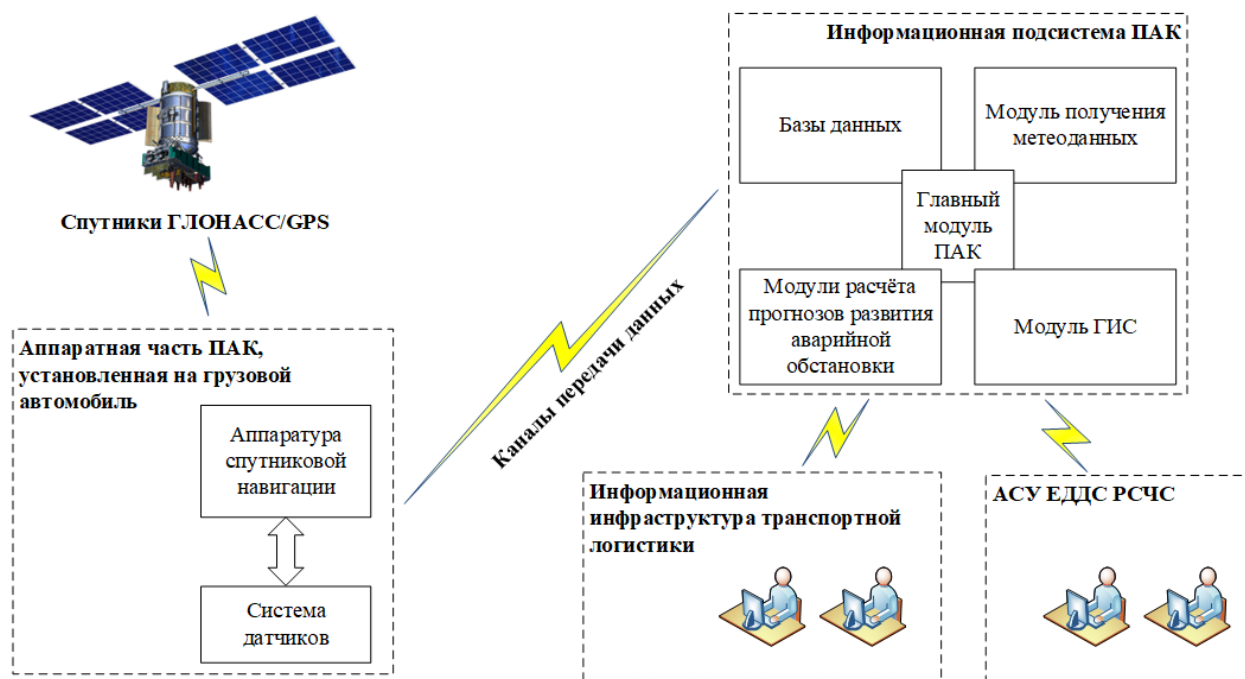 Спутники ГЛОНАСС/GPS
Аппаратная часть ПАК,
установленная на грузовой
автомобиль
Аппаратура
спутниковой
навигации
Система
датчиков
Каналы передачи данных
Информационная подсистема ПАК
Базы данных
Модуль получения
метеоданных
Главный
модуль
ПАК
Модули расчёта
прогнозов развития
аварийной
обстановки
Модуль ГИС
Информационная
инфраструктура транспортной
логистики
АСУ ЕДДС РСЧС